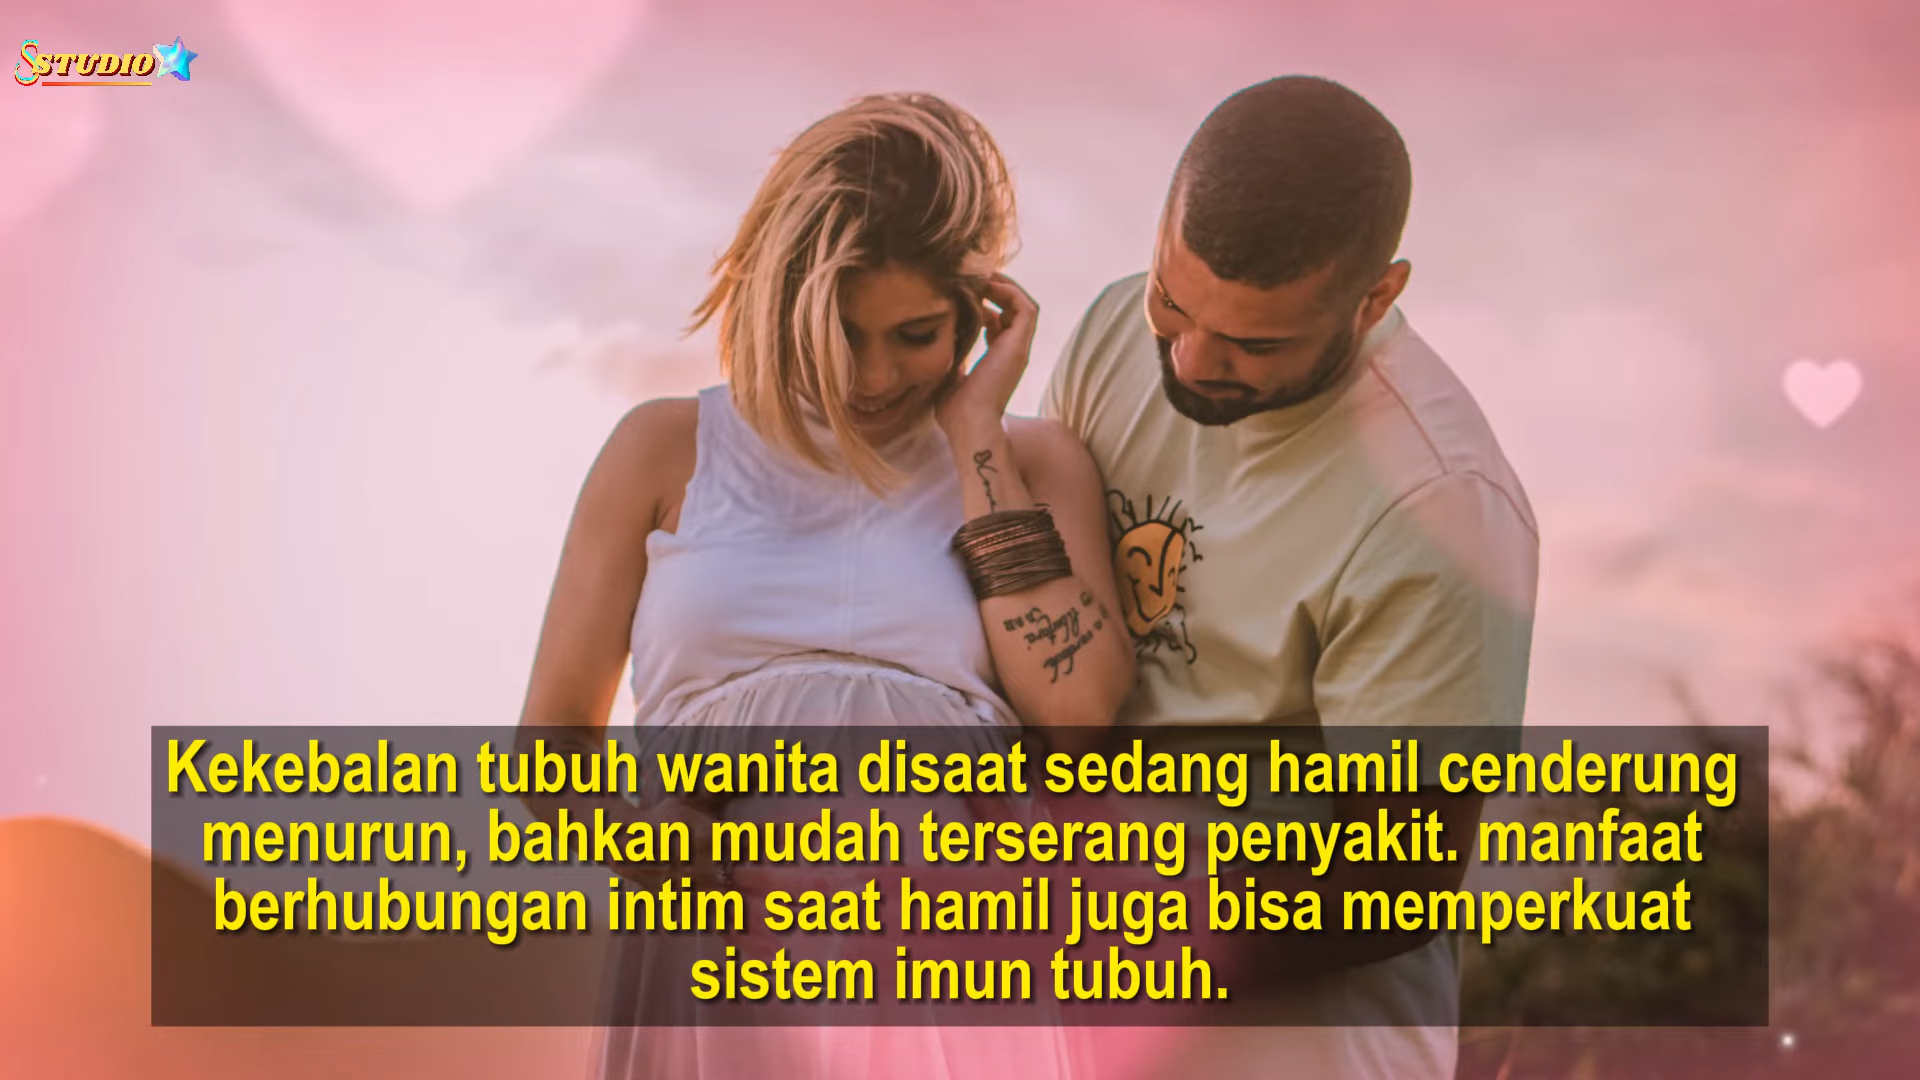 SSTUDIO
Kekebalan tubuh wanita disaat sedang hamil cenderung
menurun, bahkan mudah terserang penyakit. manfaat
berhubungan intim saat hamil juga bisa memperkuat
sistem imun tubuh.